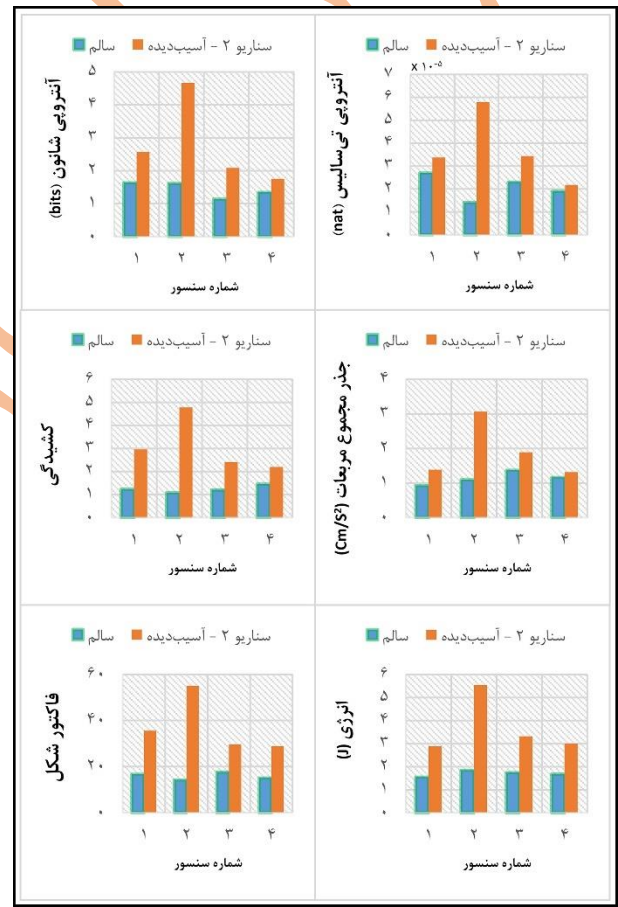 سناریو ۲ - آسیب‌دیده سالم
آنتروپی شانون (bits)
۵
۴
۳
۲
۱
۰
۱ ۲ ۳ ۴
شماره سنسور
سناریو ۲ - آسیب‌دیده سالم
آنتروپی تی‌سالیس (nat)
X ۱۰-۵
۷
۶
۵
۴
۳
۲
۱
۰
۱ ۲ ۳ ۴
شماره سنسور
سناریو ۲ - آسیب‌دیده سالم
کشیدگی
۶
۵
۴
۳
۲
۱
۰
۱ ۲ ۳ ۴
شماره سنسور
سناریو ۲ - آسیب‌دیده سالم
جذر مجموع مربعات (Cm/S²)
۴
۳
۲
۱
۰
۱ ۲ ۳ ۴
شماره سنسور
سناریو ۲ - آسیب‌دیده سالم
فاکتور شکل
۶۰
۴۰
۲۰
۰
۱ ۲ ۳ ۴
شماره سنسور
سناریو ۲ - آسیب‌دیده سالم
انرژی (J)
۶
۵
۴
۳
۲
۱
۰
۱ ۲ ۳ ۴
شماره سنسور